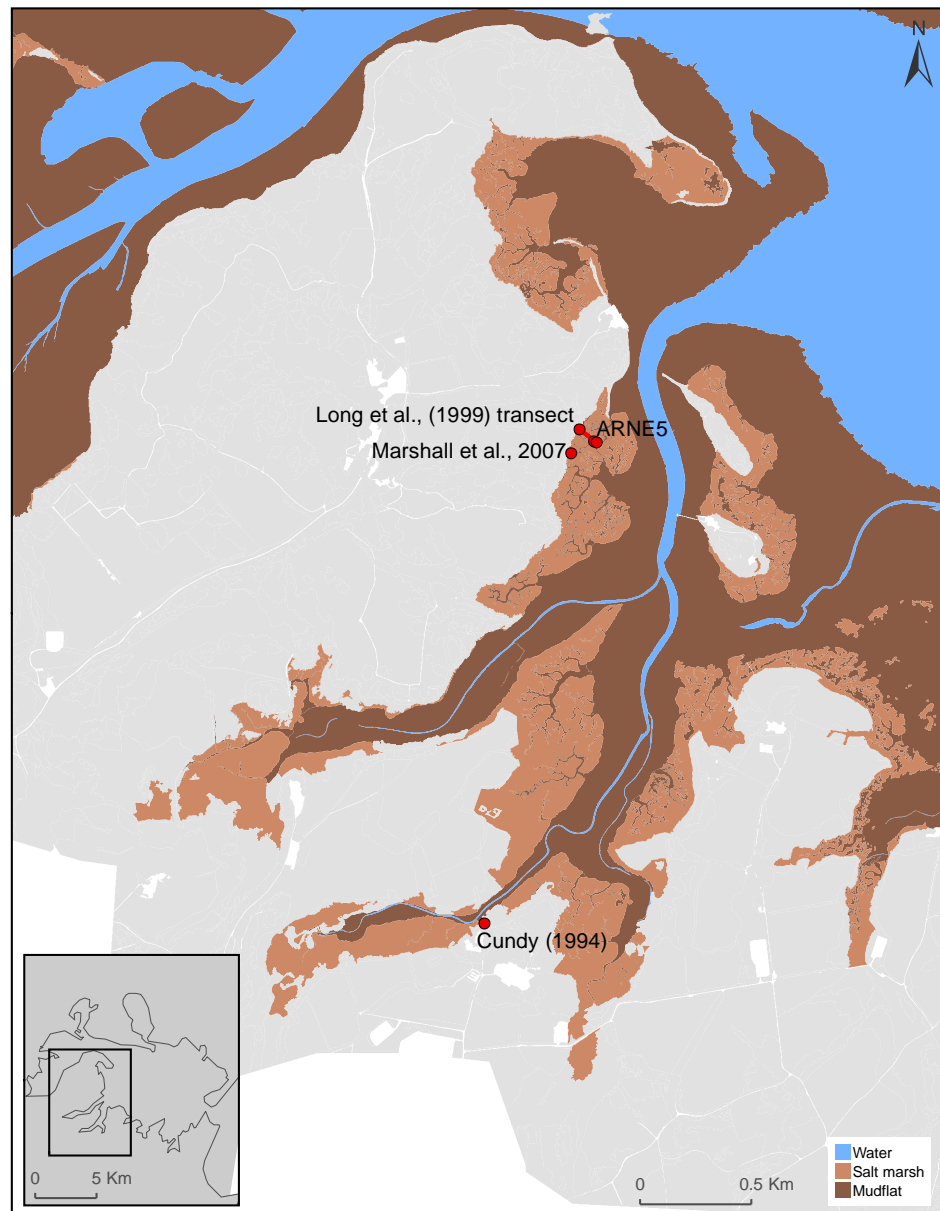 N
Long et al., (1999) transect
ARNE5
Marshall et al., 2007
Cundy (1994)
0 5 Km
0 0.5 Km
Water
Salt marsh
Mudflat